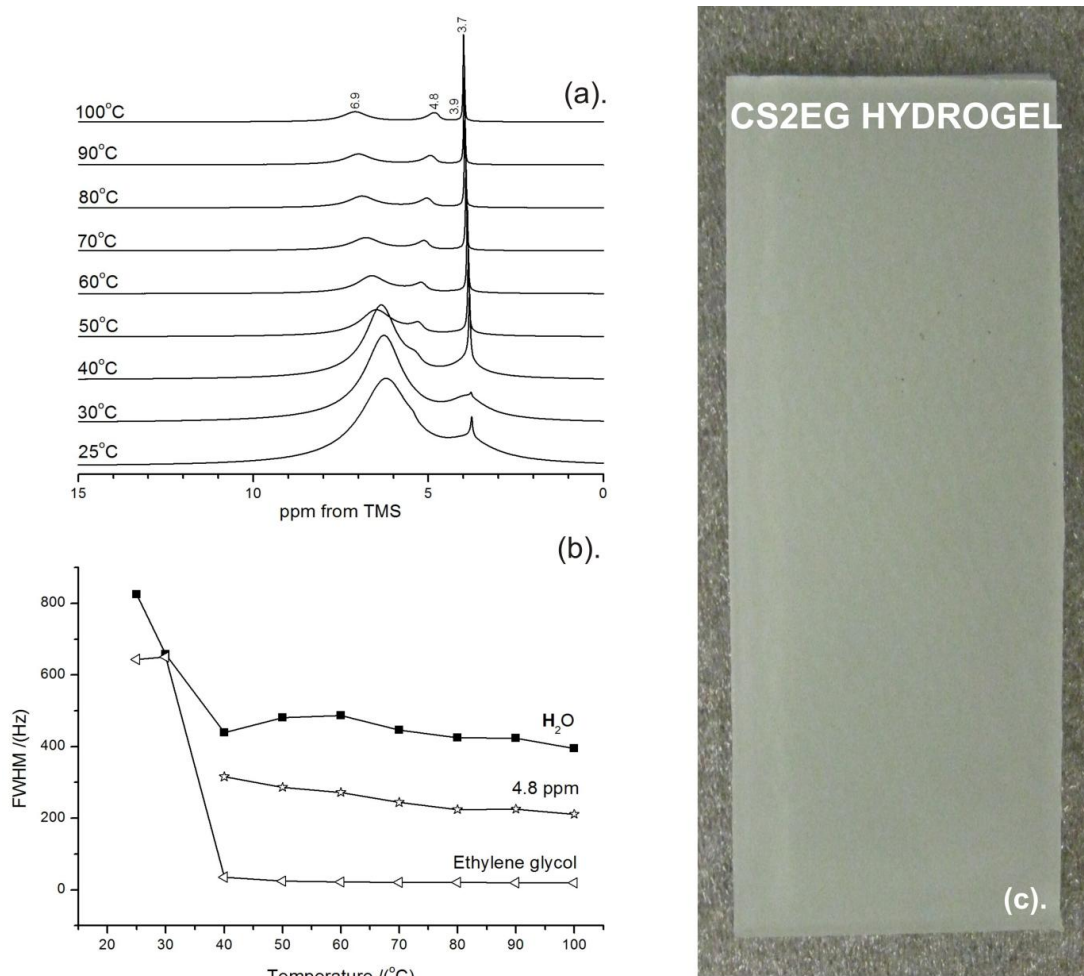 (a).
6.9
4.8
3.9
3.7
100°C
90°C
80°C
70°C
60°C
50°C
40°C
30°C
25°C
15 10 5 0
ppm from TMS
(b).
FWHM /(Hz)
800
600
400
200
0
H₂O
4.8 ppm
Ethylene glycol
20 30 40 50 60 70 80 90 100
Temperature /(°C)
CS2EG HYDROGEL
(c).